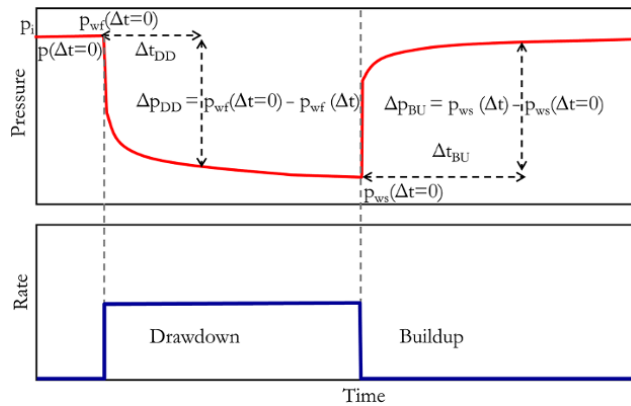 p_i
p_wf(Δt=0)
p(Δt=0)
Δt_DD
Δp_DD = p_wf(Δt=0) – p_wf (Δt)
Δp_BU = p_ws (Δt) – p_ws(Δt=0)
Δt_BU
p_ws(Δt=0)
Pressure
Rate
Drawdown
Buildup
Time